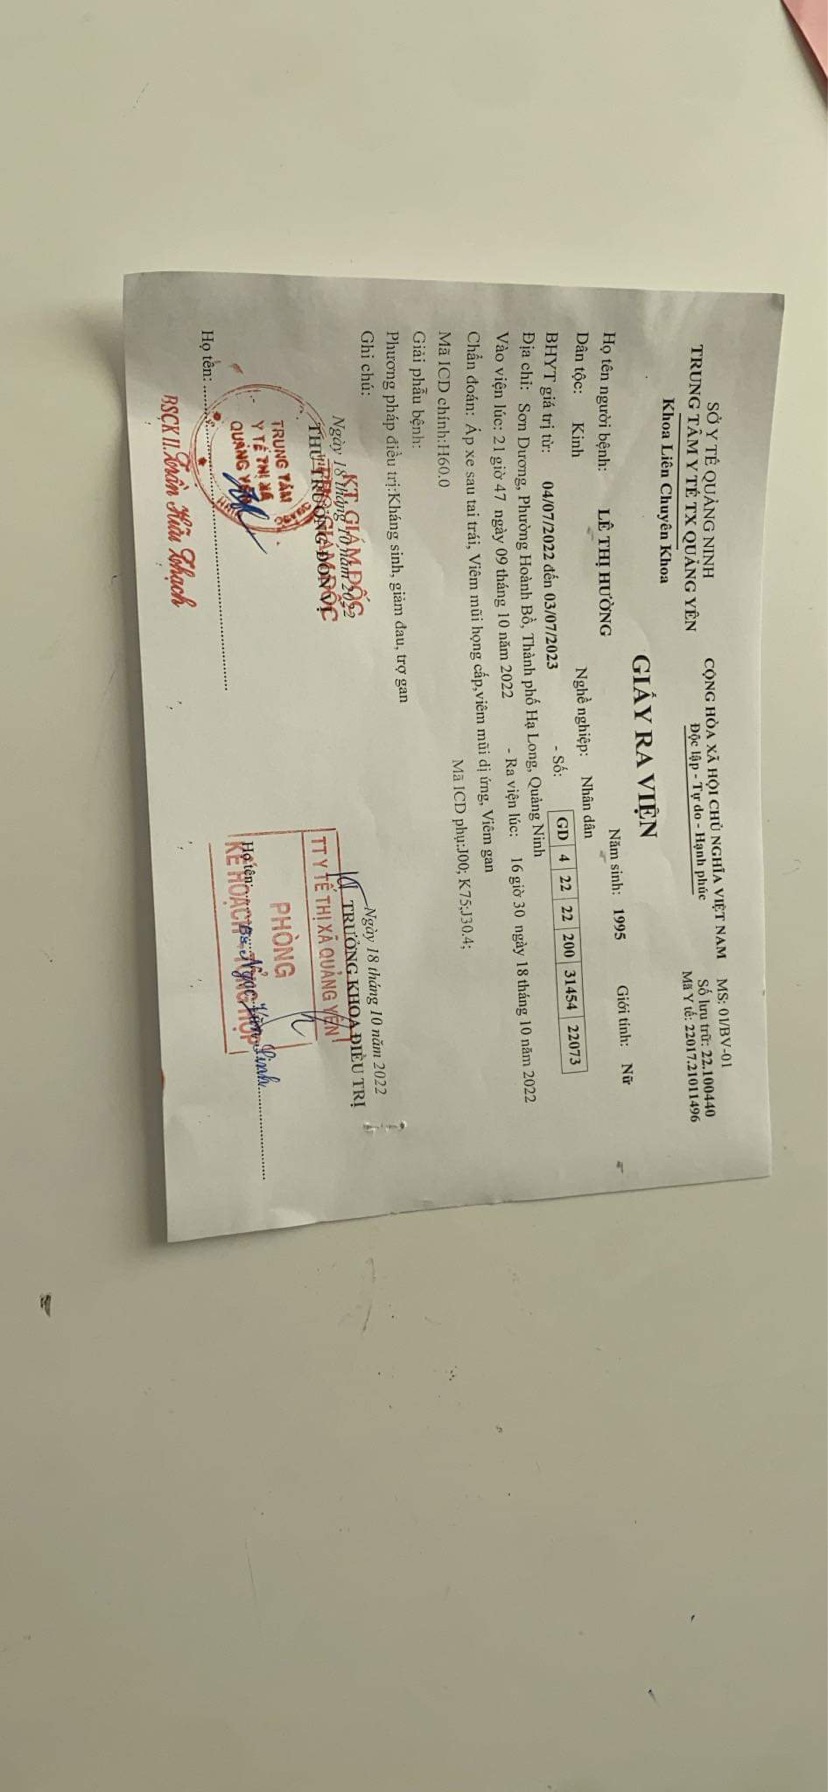 SỞ Y TẾ QUẢNG NINH
TRUNG TÂM Y TẾ TX QUẢNG YÊN
Khoa Liên Chuyên Khoa
CỘNG HÒA XÃ HỘI CHỦ NGHĨA VIỆT NAM
Độc lập - Tự do - Hạnh phúc
MS: 01/BV-01
Số lưu trữ: 22.100440
Mã Y tế: 22017.21011496
GIẤY RA VIỆN
Họ tên người bệnh: LÊ THỊ HƯỜNG Năm sinh: 1995 Giới tính: Nữ
Dân tộc: Kinh Nghề nghiệp: Nhân dân
BHYT giá trị từ: 04/07/2022 đến 03/07/2023 - Số: GD 4 22 22 200 31454 22073
Địa chỉ: Sơn Dương, Phường Hoành Bồ, Thành phố Hạ Long, Quảng Ninh
Vào viện lúc: 21 giờ 47 ngày 09 tháng 10 năm 2022 - Ra viện lúc: 16 giờ 30 ngày 18 tháng 10 năm 2022
Chẩn đoán: Áp xe sau tai trái, Viêm mũi họng cấp,viêm mũi dị ứng, Viêm gan
Mã ICD chính:H60.0 Mã ICD phụ:J00; K75;J30.4;
Giải phẫu bệnh:
Phương pháp điều trị:Kháng sinh, giảm đau, trợ gan
Ghi chú:
Ngày 18 tháng 10 năm 2022
THỦ TRƯỞNG ĐƠN VỊ
KT. GIÁM ĐỐC
PHÓ GIÁM ĐỐC
TRUNG TÂM
Y TẾ THỊ XÃ
QUẢNG YÊN
Họ tên:
BSCK II. Trần Hữu Thạch
Ngày 18 tháng 10 năm 2022
TRƯỞNG KHOA ĐIỀU TRỊ
TT Y TẾ THỊ XÃ QUẢNG YÊN
PHÒNG
KẾ HOẠCH TỔNG HỢP
Họ tên: Bs. Ngọc Văn Linh